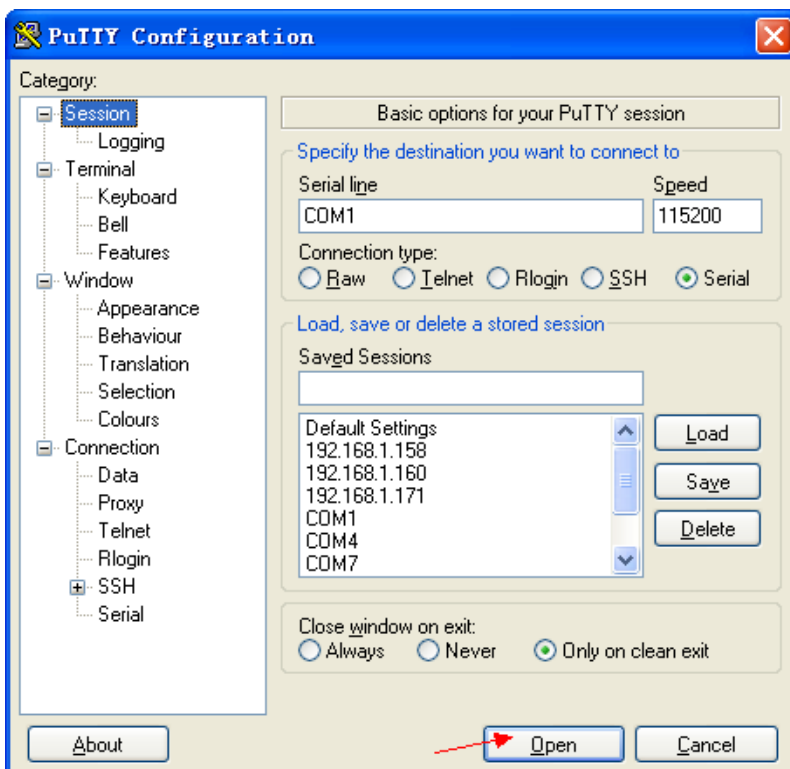 PuTTY Configuration
Category:
Session
Logging
Terminal
Keyboard
Bell
Features
Window
Appearance
Behaviour
Translation
Selection
Colours
Connection
Data
Proxy
Telnet
Rlogin
SSH
Serial
Basic options for your PuTTY session
Specify the destination you want to connect to
Serial line Speed
COM1 115200
Connection type:
Raw Telnet Rlogin SSH Serial
Load, save or delete a stored session
Saved Sessions
Default Settings
192.168.1.158
192.168.1.160
192.168.1.171
COM1
COM4
COM7
Load
Save
Delete
Close window on exit:
Always Never Only on clean exit
About Open Cancel